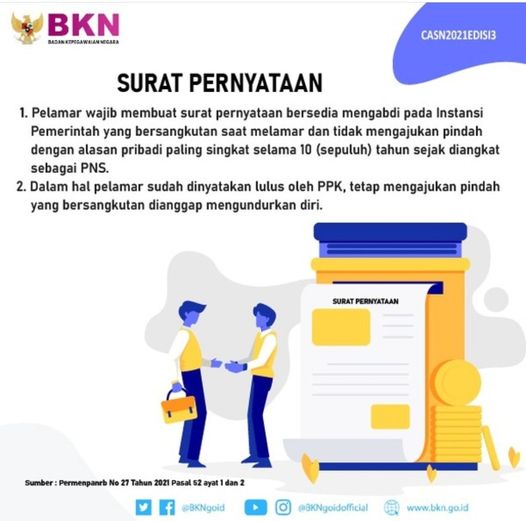 BKN
BADAN KEPEGAWAIAN NEGARA
CASN2021EDISI3
SURAT PERNYATAAN
1. Pelamar wajib membuat surat pernyataan bersedia mengabdi pada Instansi
Pemerintah yang bersangkutan saat melamar dan tidak mengajukan pindah
dengan alasan pribadi paling singkat selama 10 (sepuluh) tahun sejak diangkat
sebagai PNS.
2. Dalam hal pelamar sudah dinyatakan lulus oleh PPK, tetap mengajukan pindah
yang bersangkutan dianggap mengundurkan diri.
SURAT PERNYATAAN
Sumber : Permenpanrb No 27 Tahun 2021 Pasal 52 ayat 1 dan 2
@BKNgoid
@BKNgoidofficial
www.bkn.go.id